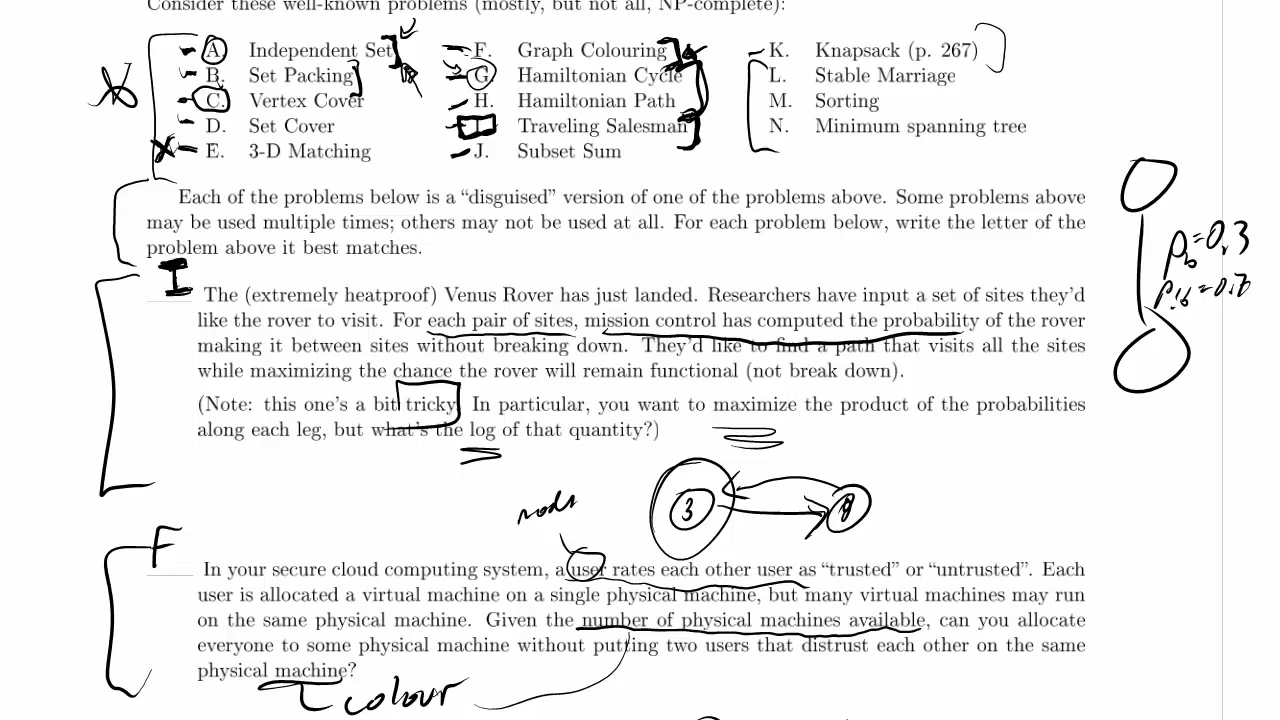 Consider these well-known problems (mostly, but not all, NP-complete):
A. Independent Set
B. Set Packing
C. Vertex Cover
D. Set Cover
E. 3-D Matching
F. Graph Colouring
G. Hamiltonian Cycle
H. Hamiltonian Path
I. Traveling Salesman
J. Subset Sum
K. Knapsack (p. 267)
L. Stable Marriage
M. Sorting
N. Minimum spanning tree
Each of the problems below is a “disguised” version of one of the problems above. Some problems above
may be used multiple times; others may not be used at all. For each problem below, write the letter of the
problem above it best matches.
I
The (extremely heatproof) Venus Rover has just landed. Researchers have input a set of sites they’d
like the rover to visit. For each pair of sites, mission control has computed the probability of the rover
making it between sites without breaking down. They’d like to find a path that visits all the sites
while maximizing the chance the rover will remain functional (not break down).
(Note: this one’s a bit tricky. In particular, you want to maximize the product of the probabilities
along each leg, but what’s the log of that quantity?)
3
node
F
In your secure cloud computing system, a user rates each other user as “trusted” or “untrusted”. Each
user is allocated a virtual machine on a single physical machine, but many virtual machines may run
on the same physical machine. Given the number of physical machines available, can you allocate
everyone to some physical machine without putting two users that distrust each other on the same
physical machine?
colour